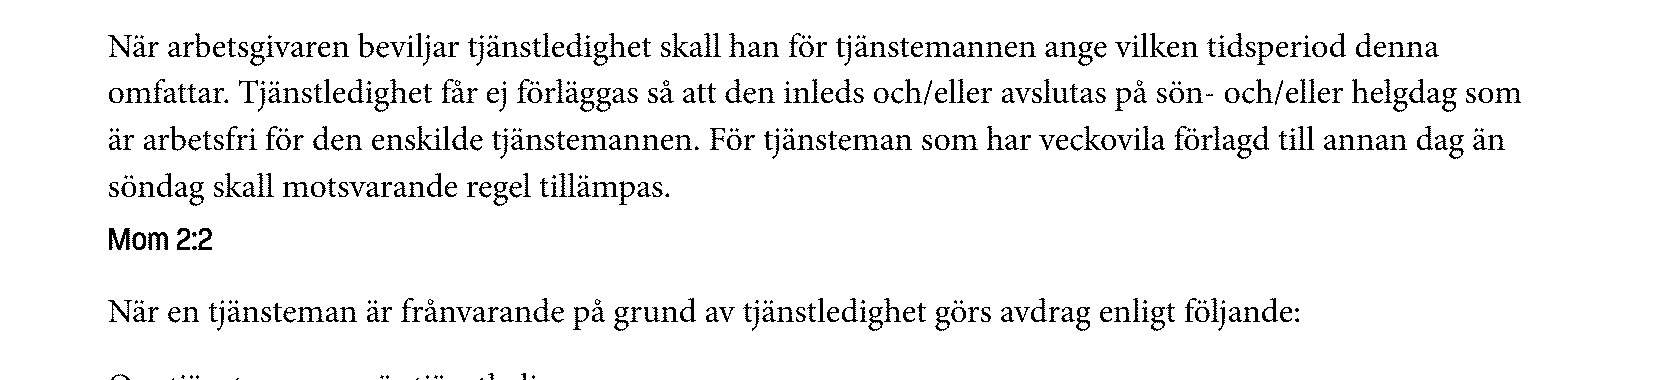 När arbetsgivaren beviljar tjänstledighet skall han för tjänstemannen ange vilken tidsperiod denna
omfattar. Tjänstledighet får ej förläggas så att den inleds och/eller avslutas på sön- och/eller helgdag som
är arbetsfri för den enskilde tjänstemannen. För tjänsteman som har veckovila förlagd till annan dag än
söndag skall motsvarande regel tillämpas.
Mom 2:2
När en tjänsteman är frånvarande på grund av tjänstledighet görs avdrag enligt följande: